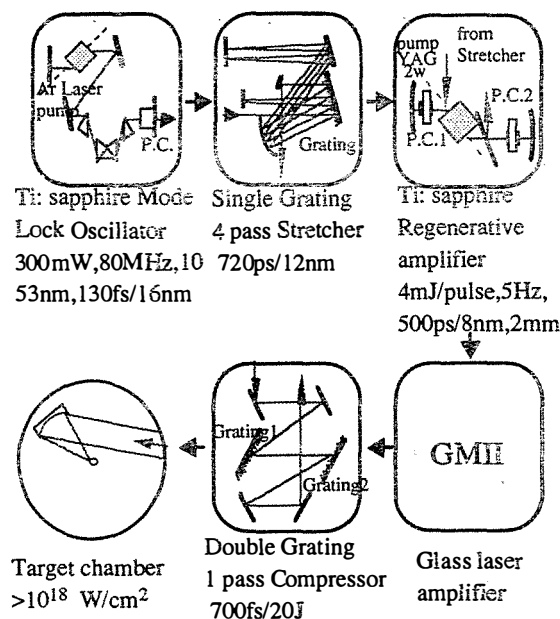 Ar Laser
pump
P.C.
Ti: sapphire Mode
Lock Oscillator
300mW,80MHz,10
53nm,130fs/16nm
Grating
Single Grating
4 pass Stretcher
720ps/12nm
pump
YAG
2w
from
Stretcher
P.C.2
P.C.1
Ti: sapphire
Regenerative
amplifier
4mJ/pulse,5Hz,
500ps/8nm,2mm
GMII
Glass laser
amplifier
Grating1
Grating2
Double Grating
1 pass Compressor
700fs/20J
Target chamber
>10¹⁸ W/cm²